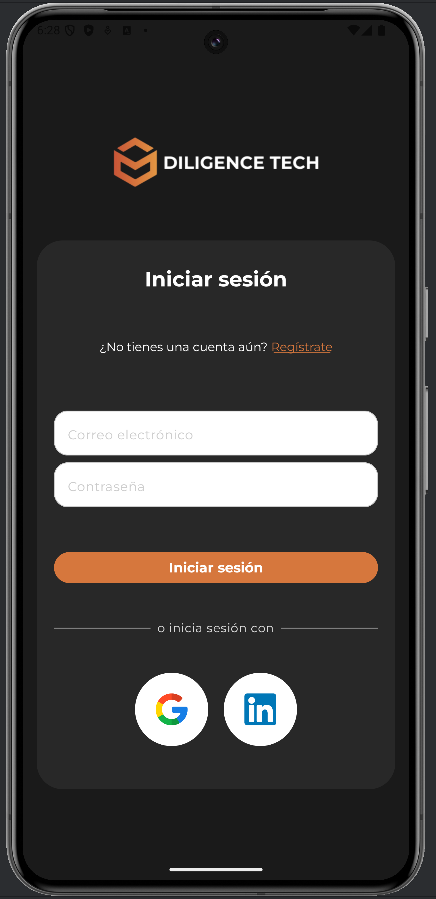 6:28
DILIGENCE TECH
Iniciar sesión
¿No tienes una cuenta aún? Regístrate
Correo electrónico
Contraseña
Iniciar sesión
o inicia sesión con
in